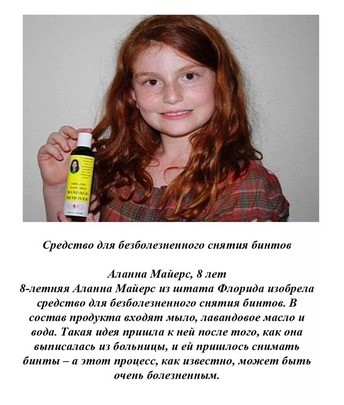 BANDAGE
REMOVER
Средство для безболезненного снятия бинтов
Аланна Майерс, 8 лет
8-летняя Аланна Майерс из штата Флорида изобрела
средство для безболезненного снятия бинтов. В
состав продукта входят мыло, лавандовое масло и
вода. Такая идея пришла к ней после того, как она
выписалась из больницы, и ей пришлось снимать
бинты – а этот процесс, как известно, может быть
очень болезненным.